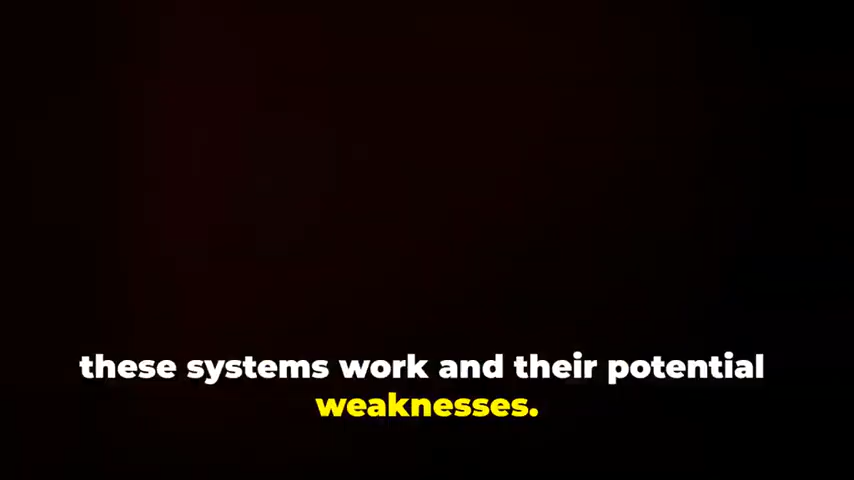 these systems work and their potential
weaknesses.